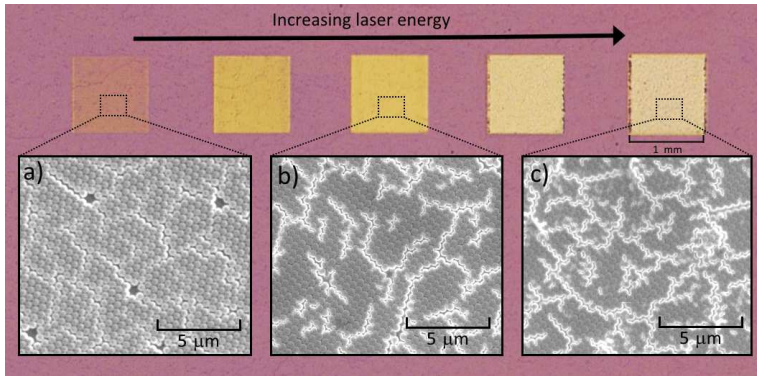 Increasing laser energy
1 mm
a)
b)
c)
5 μm
5 μm
5 μm